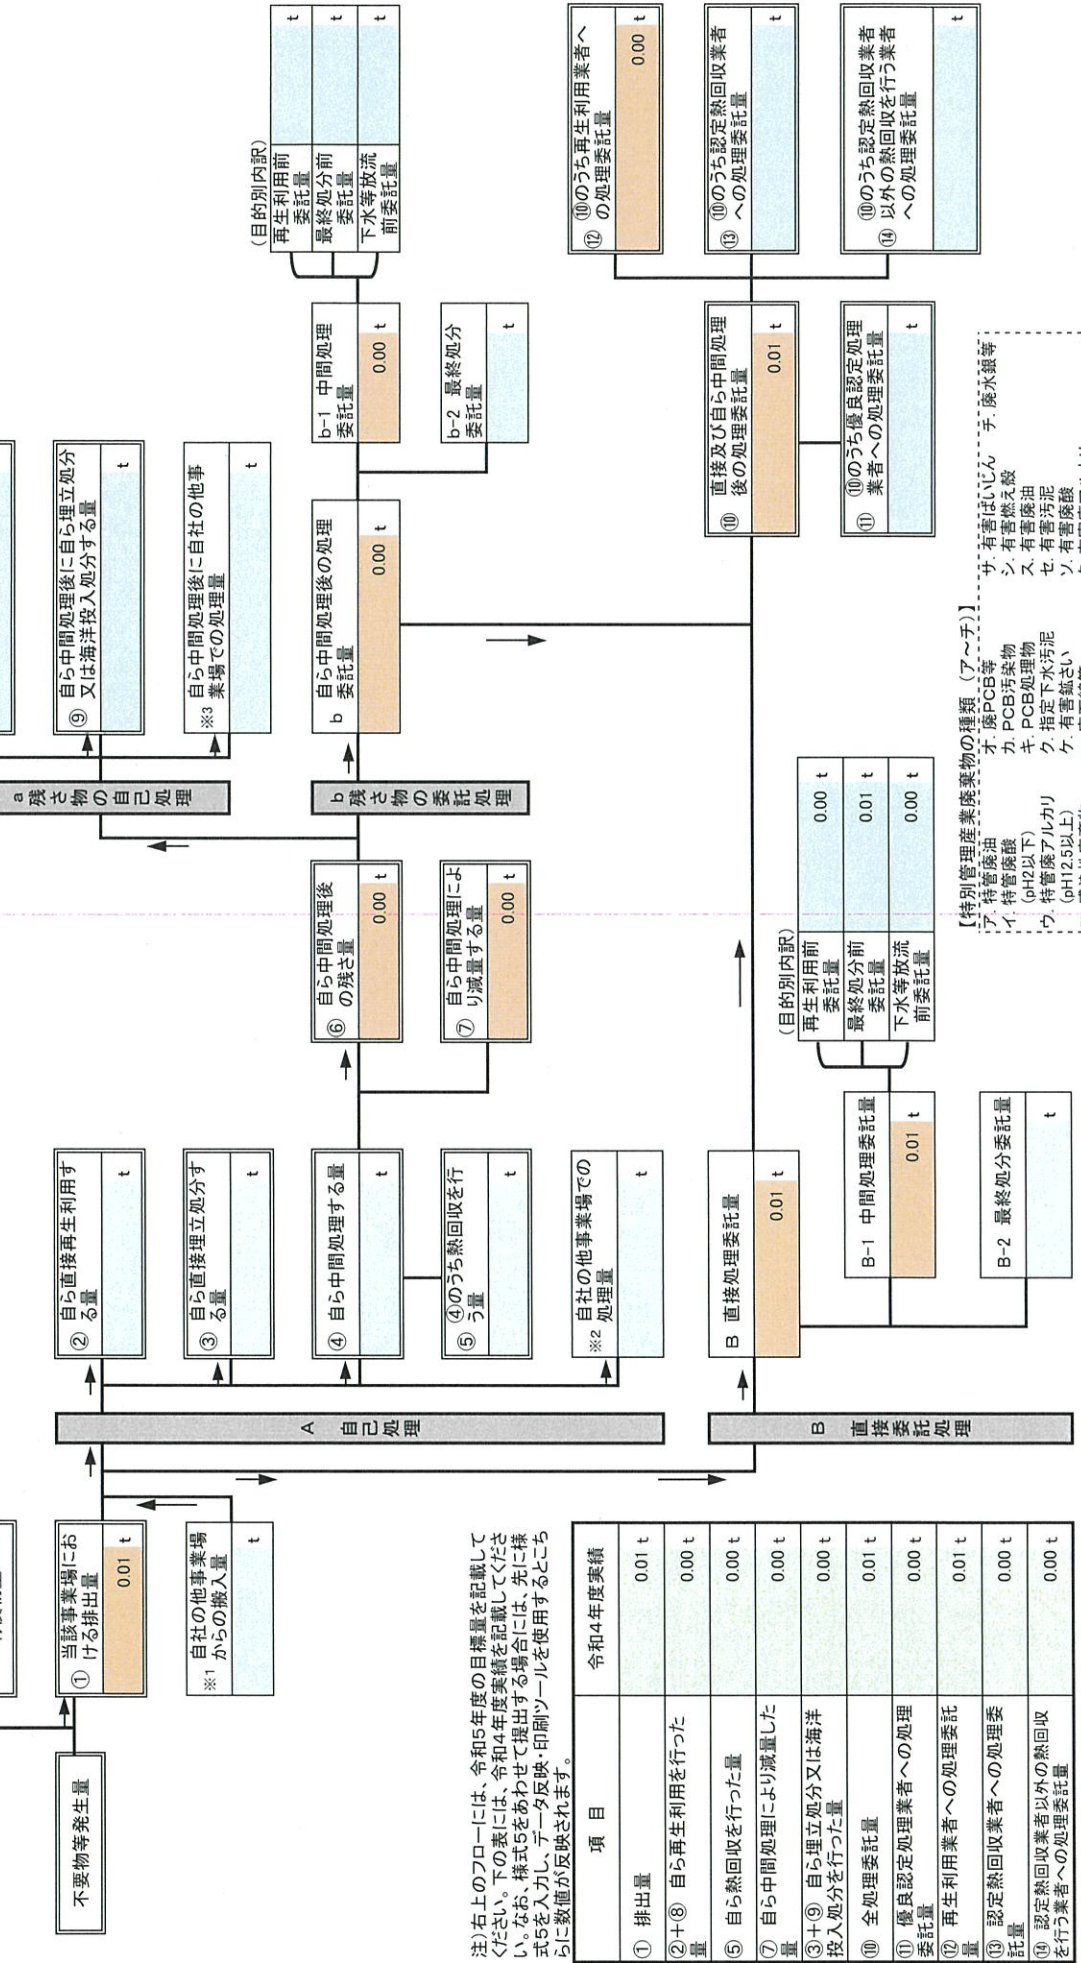 不要物等発生量
① 当該事業場にお
ける排出量
0.01 t
※1 自社の他事業場
からの搬入量
t
A 自己処理
② 自ら直接再生利用す
る量
t
③ 自ら直接埋立処分す
る量
t
④ 自ら中間処理する量
t
⑤ ④のうち熱回収を行
う量
t
※2 自社の他事業場での
処理量
t
⑥ 自ら中間処理後
の残さ量
0.00 t
⑦ 自ら中間処理によ
り減量する量
0.00 t
a 残さ物の自己処理
⑨ 自ら中間処理後に自ら埋立処分
又は海洋投入処分する量
t
※3 自ら中間処理後に自社の他事
業場での処理量
t
b 残さ物の委託処理
b 自ら中間処理後の処理
委託量
0.00 t
b-1 中間処理
委託量
0.00 t
b-2 最終処分
委託量
t
(目的別内訳)
再生利用前
委託量
t
最終処分前
委託量
t
下水等放流
前委託量
t
B 直接委託処理
B 直接処理委託量
0.01 t
B-1 中間処理委託量
0.01 t
B-2 最終処分委託量
t
(目的別内訳)
再生利用前
委託量
0.00 t
最終処分前
委託量
0.01 t
下水等放流
前委託量
0.00 t
⑩ 直接及び自ら中間処理
後の処理委託量
0.01 t
⑪ ⑩のうち優良認定処理
業者への処理委託量
t
⑫ ⑩のうち再生利用業者へ
の処理委託量
0.00 t
⑬ ⑩のうち認定熱回収業者
への処理委託量
t
⑭ ⑩のうち認定熱回収業者
以外の熱回収を行う業者
への処理委託量
t
注)右上のフローには、令和5年度の目標量を記載して
ください。下の表には、令和4年度実績を記載してくださ
い。なお、様式5をあわせて提出する場合には、先に様
式5を入力し、データ反映・印刷ツールを使用するとこち
らに数値が反映されます。
項 目 令和4年度実績
① 排出量 0.01 t
②+⑧ 自ら再生利用を行った
量 0.00 t
⑤ 自ら熱回収を行った量 0.00 t
⑦ 自ら中間処理により減量した
量 0.00 t
③+⑨ 自ら埋立処分又は海洋
投入処分を行った量 0.00 t
⑩ 全処理委託量 0.01 t
⑪ 優良認定処理業者への処理
委託量 0.00 t
⑫ 再生利用業者への処理委託
量 0.01 t
⑬ 認定熱回収業者への処理委
託量 0.00 t
⑭ 認定熱回収業者以外の熱回収
を行う業者への処理委託量 0.00 t
【特別管理産業廃棄物の種類(ア～チ)】
ア. 特管廃油
イ. 特管廃酸
(pH2以下)
ウ. 特管廃アルカリ
(pH12.5以上)
オ. 廃PCB等
カ. PCB汚染物
キ. PCB処理物
ク. 指定下水汚泥
ケ. 有害鉱さい
サ. 有害ばいじん
シ. 有害燃え殻
ス. 有害廃油
セ. 有害汚泥
ソ. 有害廃酸
チ. 廃水銀等